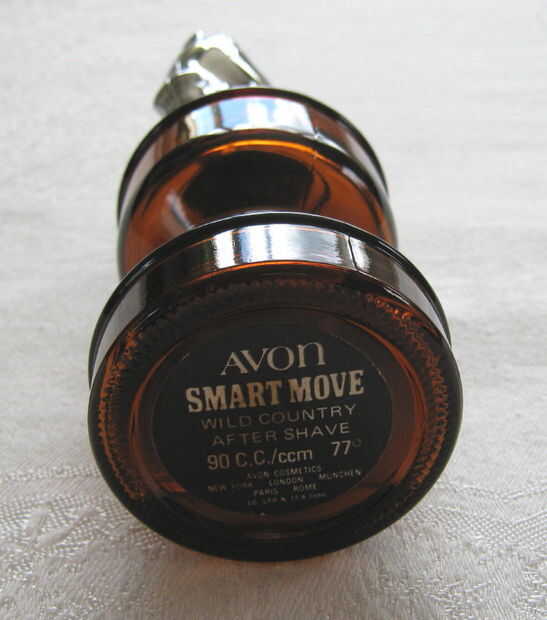 AVON
SMART MOVE
WILD COUNTRY
AFTER SHAVE
90 C.C./ccm 77°
AVON COSMETICS
NEW YORK LONDON MUNCHEN
PARIS ROME